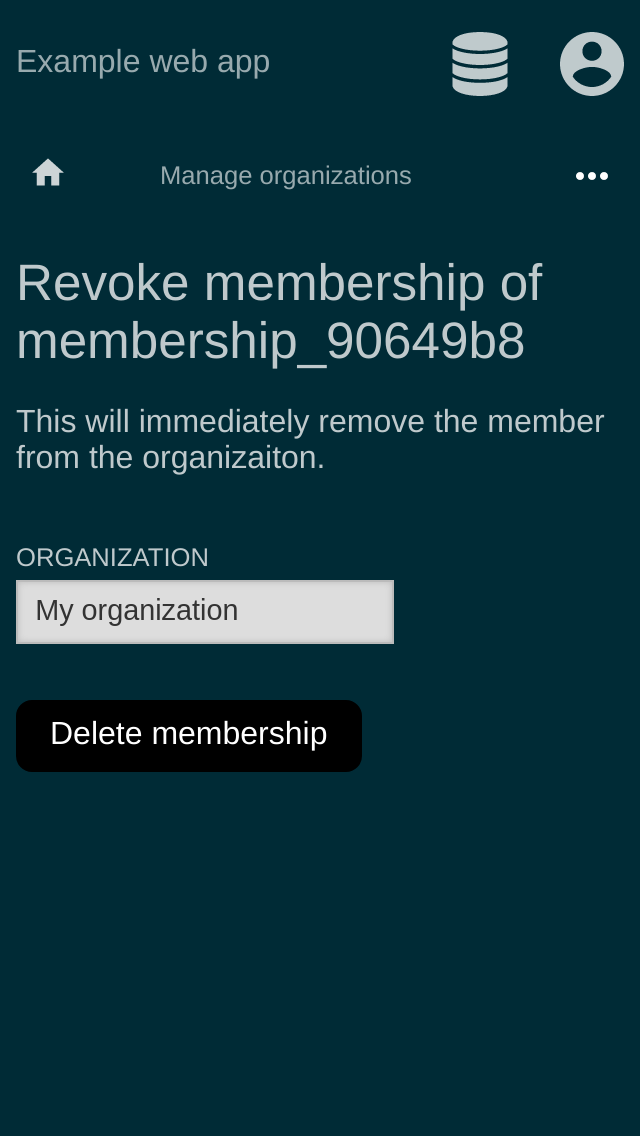 Example web app
Manage organizations
Revoke membership of
membership_90649b8
This will immediately remove the member
from the organizaiton.
ORGANIZATION
My organization
Delete membership